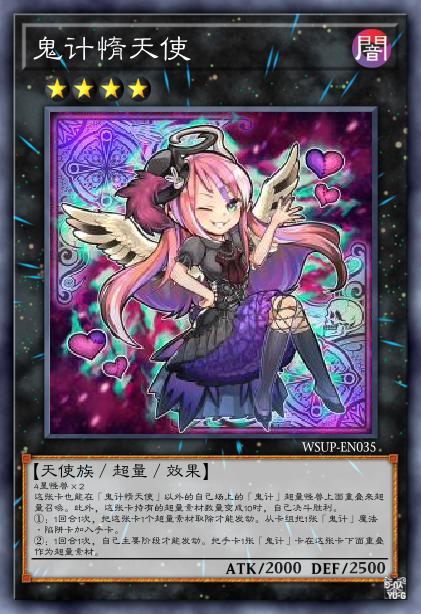 鬼计惰天使
闇
WSUP-EN035
【天使族／超量／效果】
4星怪兽×2
这张卡也能在「鬼计惰天使」以外的自己场上的「鬼计」超量怪兽上面重叠来超
量召唤。此外，这张卡持有的超量素材数量变成10时，自己决斗胜利。
①：1回合1次，把这张卡1个超量素材取除才能发动。从卡组把1张「鬼计」魔法
·陷阱卡加入手卡。
②：1回合1次，自己主要阶段才能发动。把手卡1张「鬼计」卡在这张卡下面重叠
作为超量素材。
ATK/2000 DEF/2500